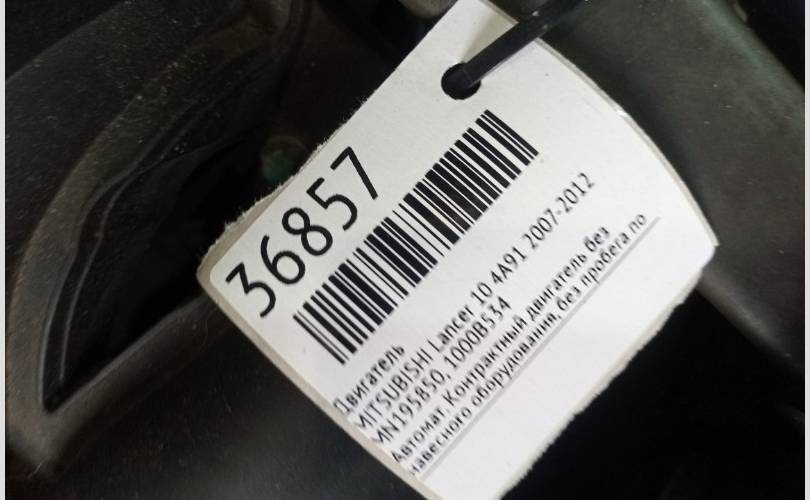 36857
Двигатель
MITSUBISHI Lancer 10 4A91 2007-2012
MN195850, 1000B534
Автомат. Контрактный двигатель без
навесного оборудования, без пробега по